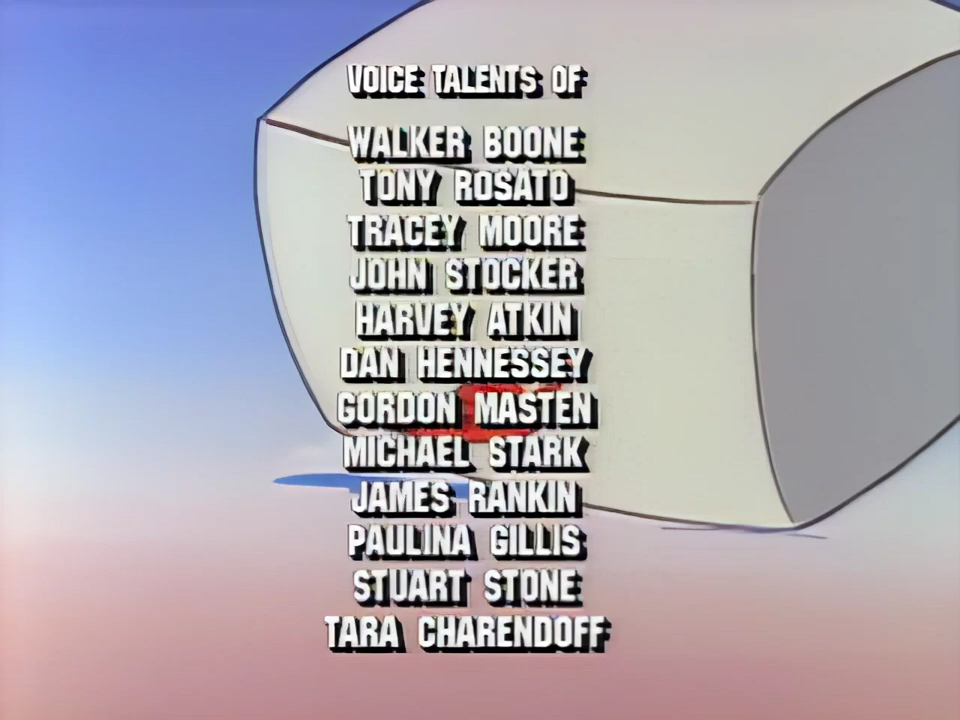 VOICE TALENTS OF
WALKER BOONE
TONY ROSATO
TRACEY MOORE
JOHN STOCKER
HARVEY ATKIN
DAN HENNESSEY
GORDON MASTEN
MICHAEL STARK
JAMES RANKIN
PAULINA GILLIS
STUART STONE
TARA CHARENDOFF